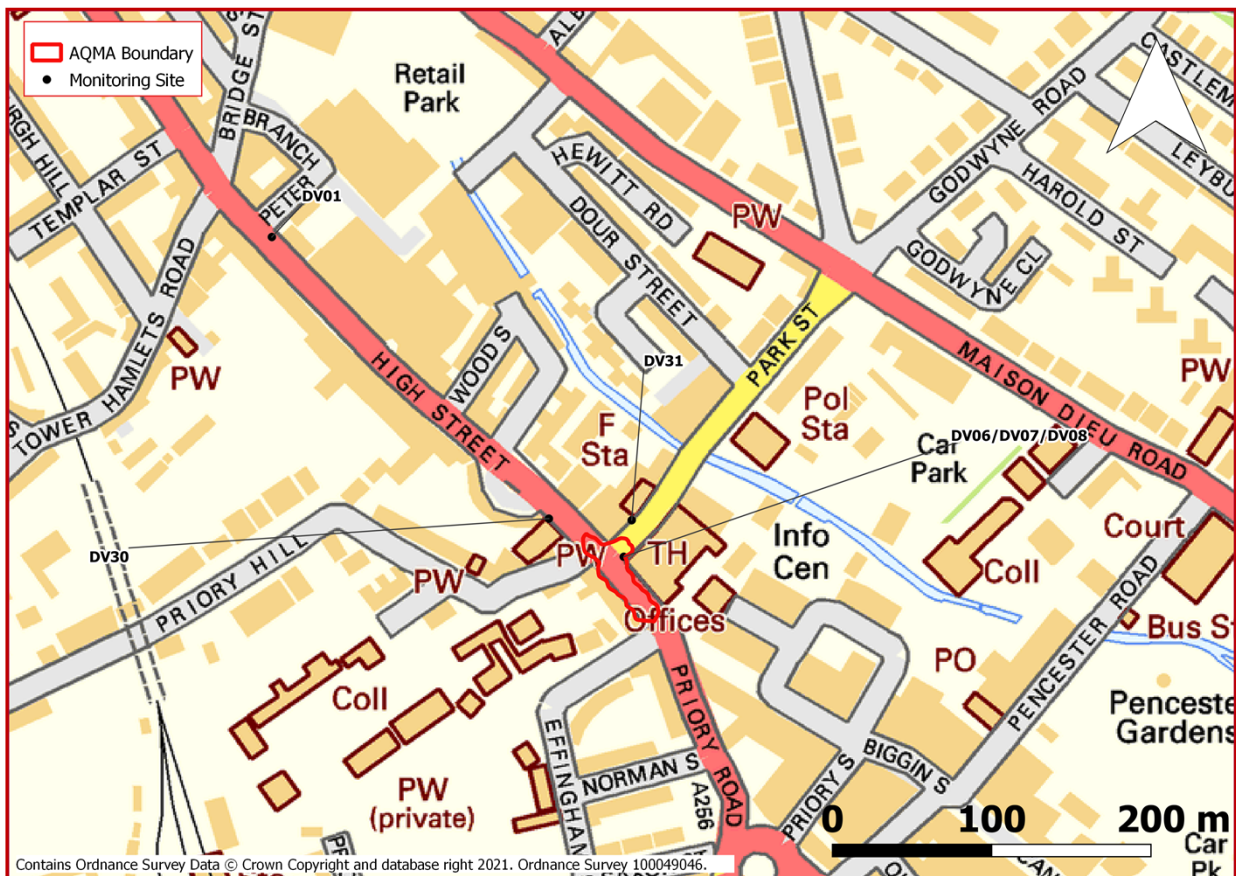 AQMA Boundary
Monitoring Site
BRIDGE ST
BRANCH
PETER
DV01
TEMPLAR ST
TOWER HAMLETS ROAD
PW
Retail
Park
HEWITT RD
DOUR STREET
PW
GODWYNE ROAD
HAROLD ST
GODWYNE CL
MAISON DIEU ROAD
PW
HIGH STREET
WOOD S
DV31
PARK ST
F
Sta
Pol
Sta
DV06/DV07/DV08
Car
Park
Court
Coll
Info
Cen
DV30
PW
TH
PW
Offices
PRIORY HILL
Coll
PW
(private)
EFFINGHAM
NORMAN S
PRIORY ROAD
A256
PRIORY S
BIGGIN S
PO
PENCESTER ROAD
Bus St
Penceste
Gardens
0 100 200 m
Car
Pk
Contains Ordnance Survey Data © Crown Copyright and database right 2021. Ordnance Survey 100049046.